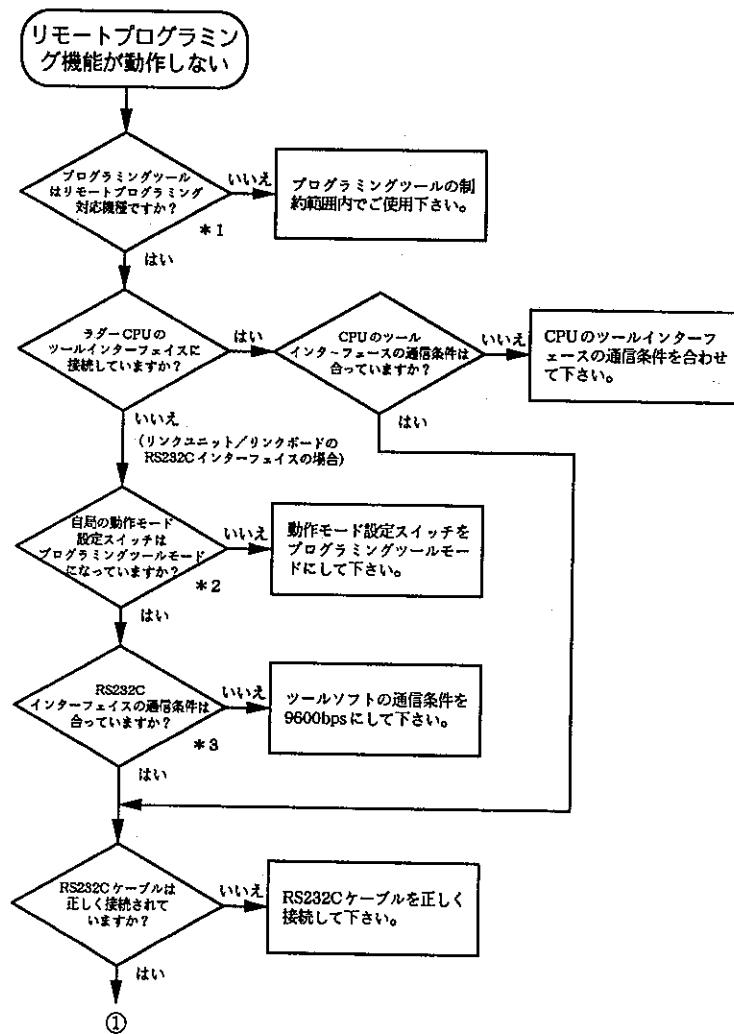 リモートプログラミン
グ機能が動作しない
プログラミングツール
はリモートプログラミング
対応機種ですか?
いいえ
プログラミングツールの制
約範囲内でご使用下さい。
*1
はい
ラダーCPUの
ツールインターフェイスに
接続していますか?
はい
CPUのツール
インターフェースの通信条件は
合っていますか?
いいえ
CPUのツールインターフ
ェースの通信条件を合わせ
て下さい。
いいえ
はい
(リンクユニット/リンクボードの
RS232Cインターフェイスの場合)
自局の動作モード
設定スイッチは
プログラミングツールモード
になっていますか?
いいえ
動作モード設定スイッチを
プログラミングツールモー
ドにして下さい。
*2
はい
RS232C
インターフェイスの通信条件は
合っていますか?
いいえ
ツールソフトの通信条件を
9600bpsにして下さい。
*3
はい
RS232Cケーブルは
正しく接続されて
いますか?
いいえ
RS232Cケーブルを正しく
接続して下さい。
はい
①